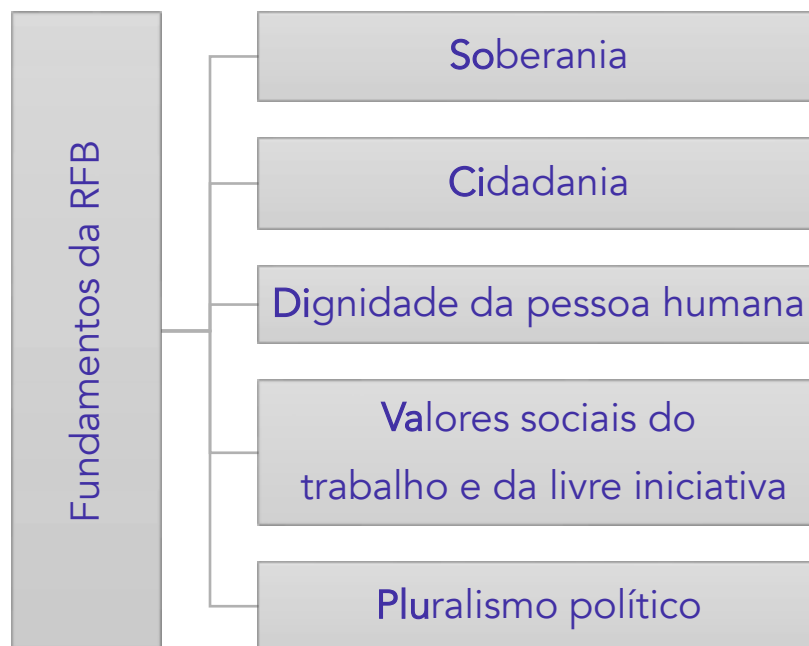 Fundamentos da RFB
Soberania
Cidadania
Dignidade da pessoa humana
Valores sociais do
trabalho e da livre iniciativa
Pluralismo político